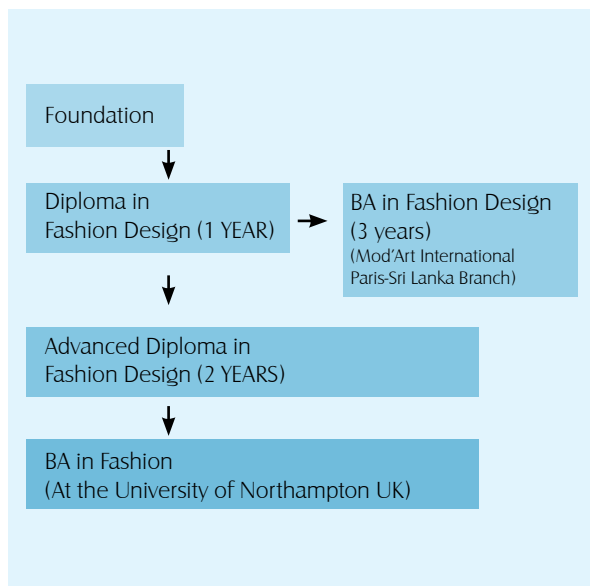 Foundation
Diploma in
Fashion Design (1 YEAR)
BA in Fashion Design
(3 years)
(Mod'Art International
Paris-Sri Lanka Branch)
Advanced Diploma in
Fashion Design (2 YEARS)
BA in Fashion
(At the University of Northampton UK)